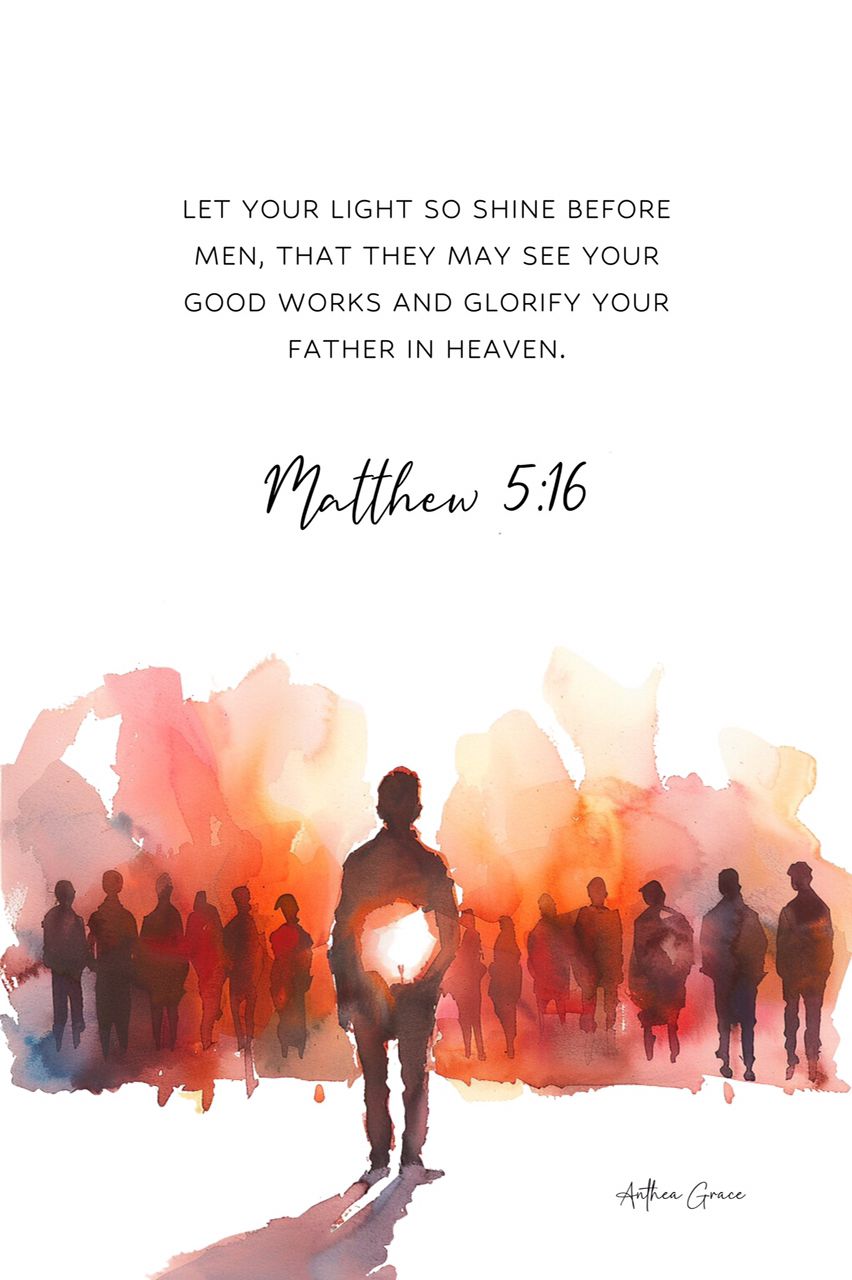 LET YOUR LIGHT SO SHINE BEFORE
MEN, THAT THEY MAY SEE YOUR
GOOD WORKS AND GLORIFY YOUR
FATHER IN HEAVEN.
Matthew 5:16
Anthea Grace